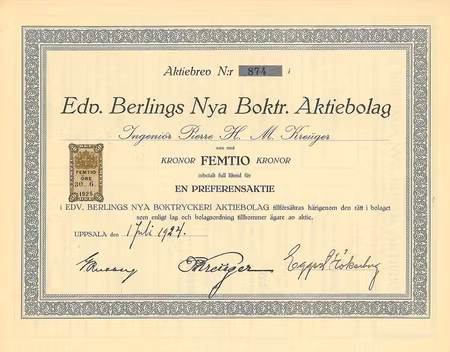 Aktiebrev N:r 874
Edv. Berlings Nya Boktr. Aktiebolag
Ingeniör Pierre H. M. Kreüger
som med
KRONOR FEMTIO KRONOR
inbetalt full likvid för
EN PREFERENSAKTIE
I EDV. BERLINGS NYA BOKTRYCKERI AKTIEBOLAG tillförsäkras härigenom den rätt i bolaget
som enligt lag och bolagsordning tillkommer ägare av aktie.
FEMTIO
ÖRE
30. 6.
1925
UPPSALA den 1 Juli 1924.
Kreüger